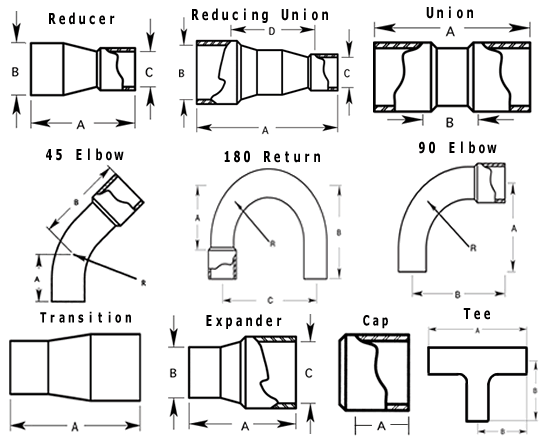 Reducer
Reducing Union
Union
B
C
A
D
B
C
A
A
B
45 Elbow
180 Return
90 Elbow
B
A
R
A
R
B
C
R
A
B
Transition
Expander
Cap
Tee
A
B
C
A
A
A
B
B